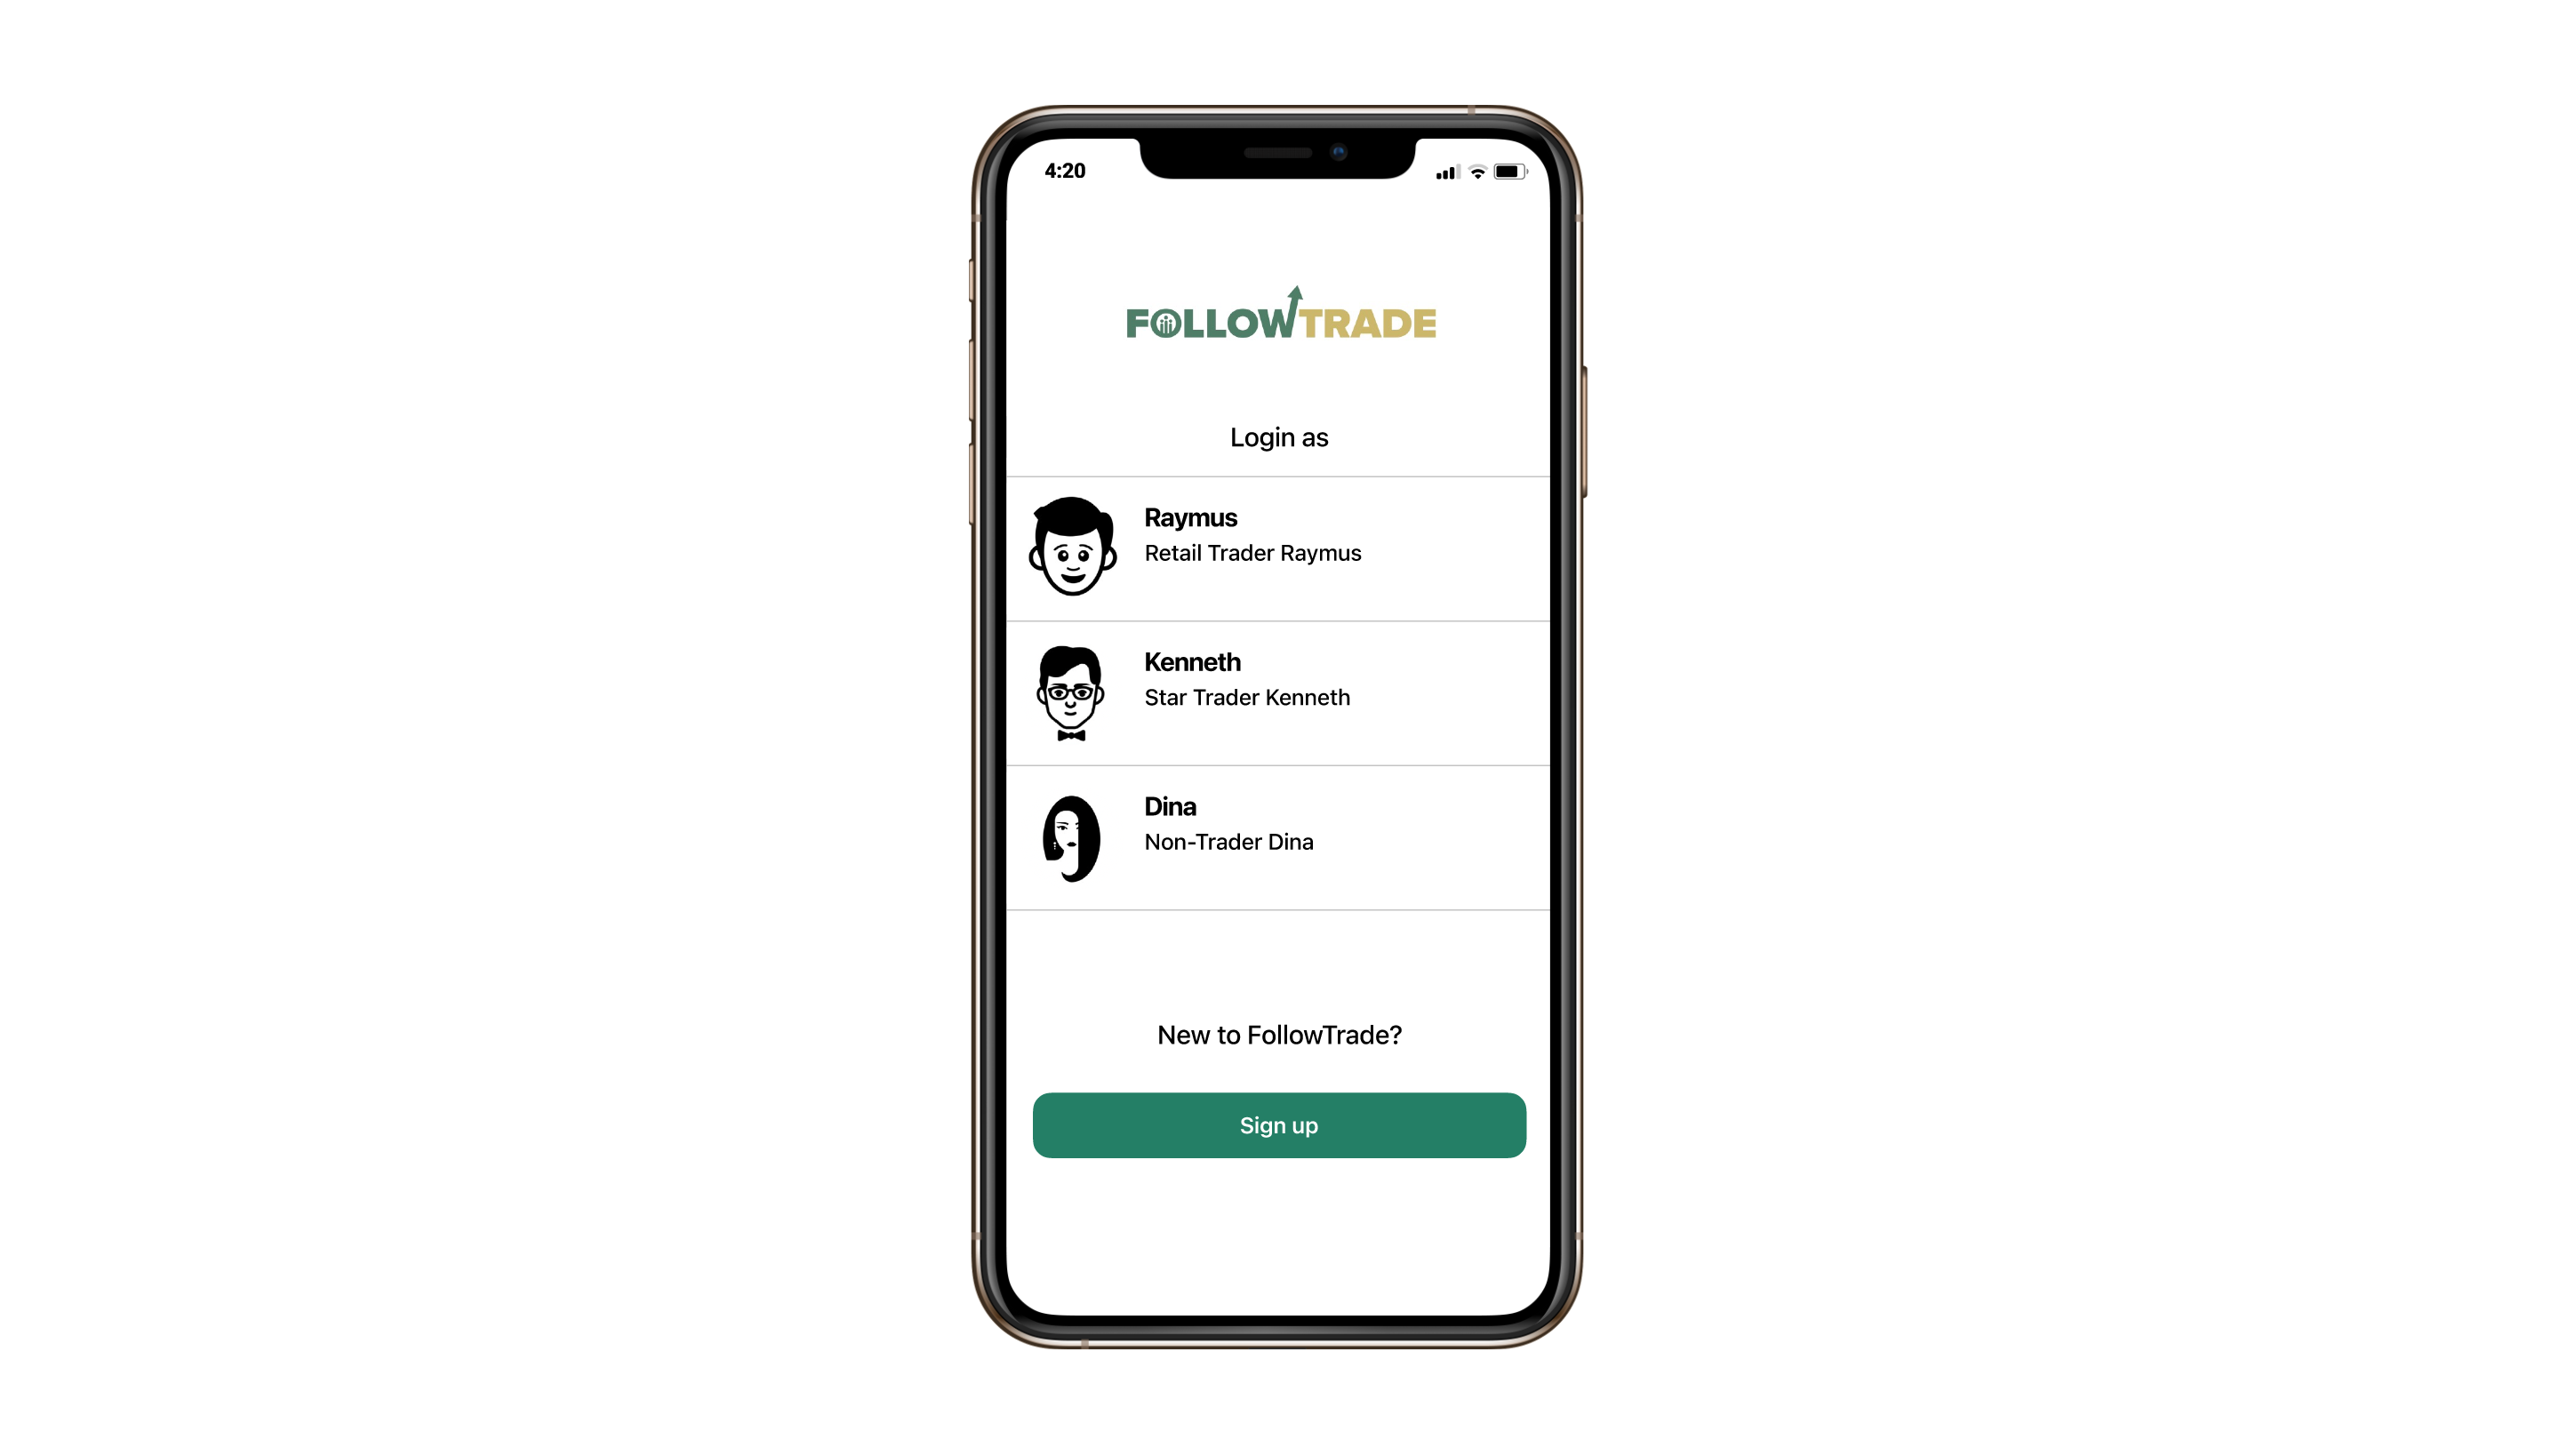 4:20
FOLLOWTRADE
Login as
Raymus
Retail Trader Raymus
Kenneth
Star Trader Kenneth
Dina
Non-Trader Dina
New to FollowTrade?
Sign up